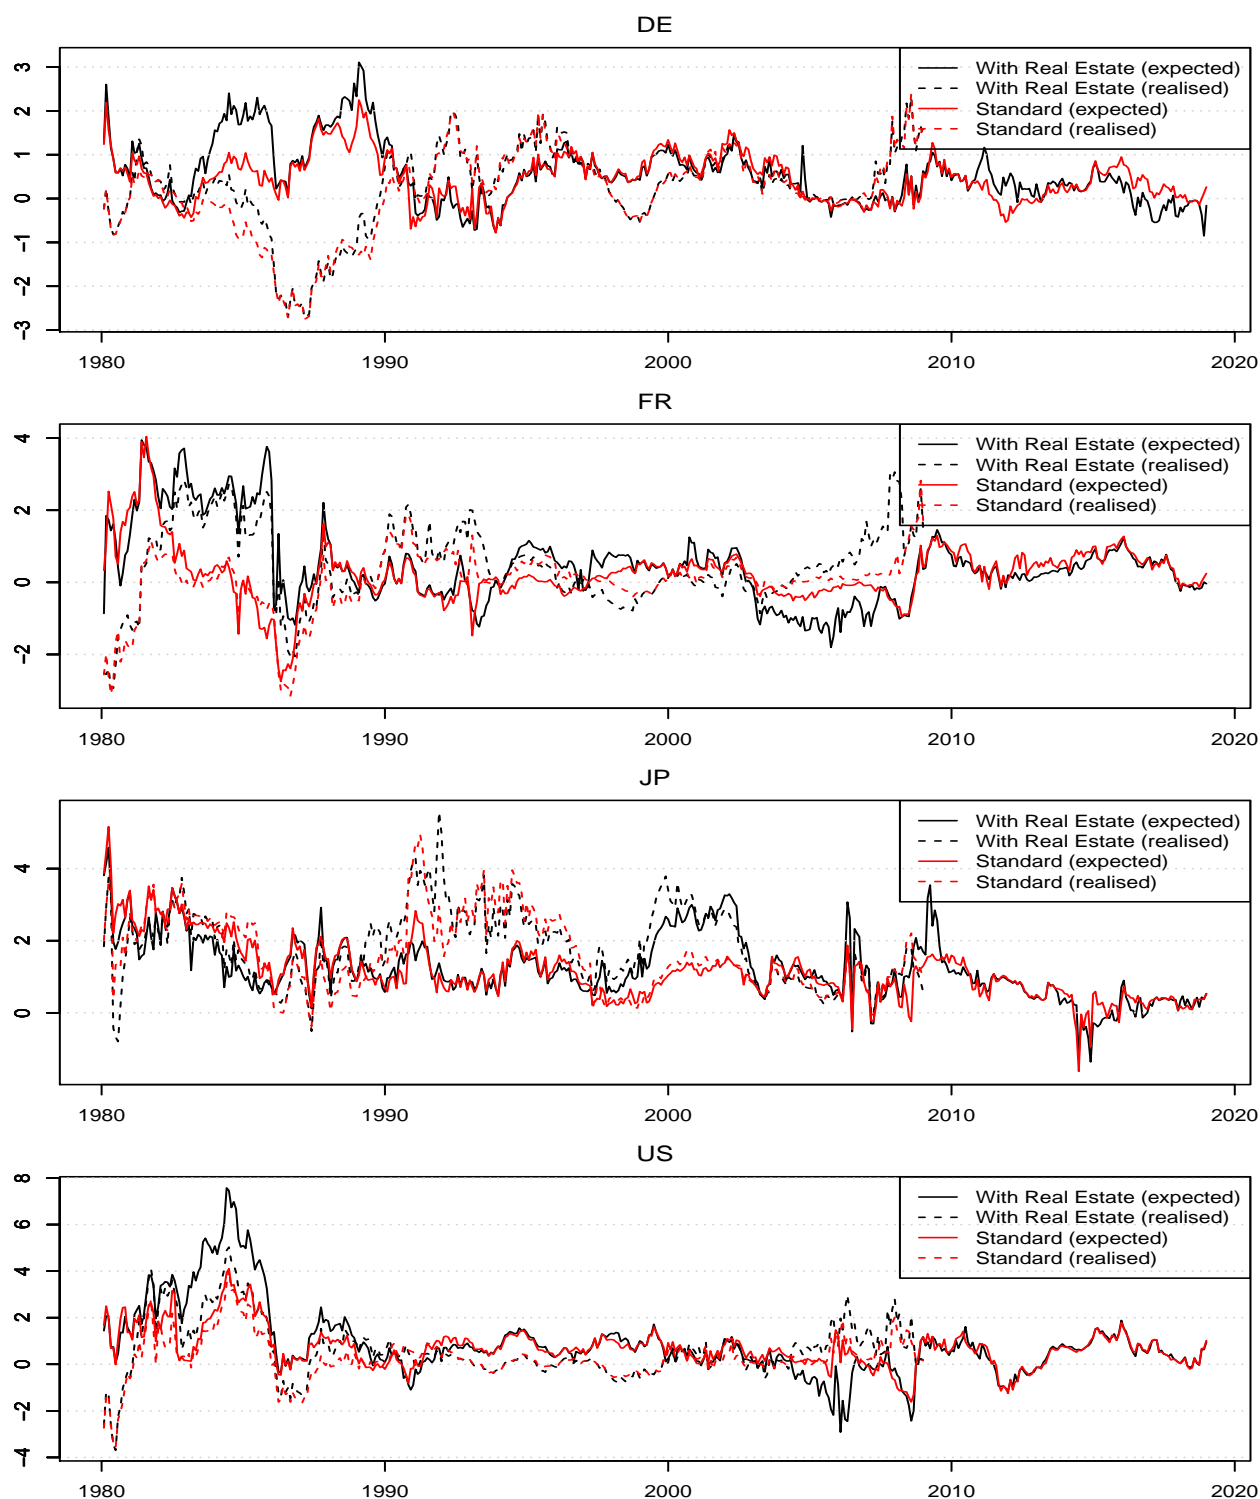 DE
3
2
1
0
−1
−2
−3
With Real Estate (expected)
With Real Estate (realised)
Standard (expected)
Standard (realised)
1980 1990 2000 2010 2020
FR
4
2
0
−2
With Real Estate (expected)
With Real Estate (realised)
Standard (expected)
Standard (realised)
1980 1990 2000 2010 2020
JP
4
2
0
With Real Estate (expected)
With Real Estate (realised)
Standard (expected)
Standard (realised)
1980 1990 2000 2010 2020
US
8
6
4
2
0
−2
−4
With Real Estate (expected)
With Real Estate (realised)
Standard (expected)
Standard (realised)
1980 1990 2000 2010 2020